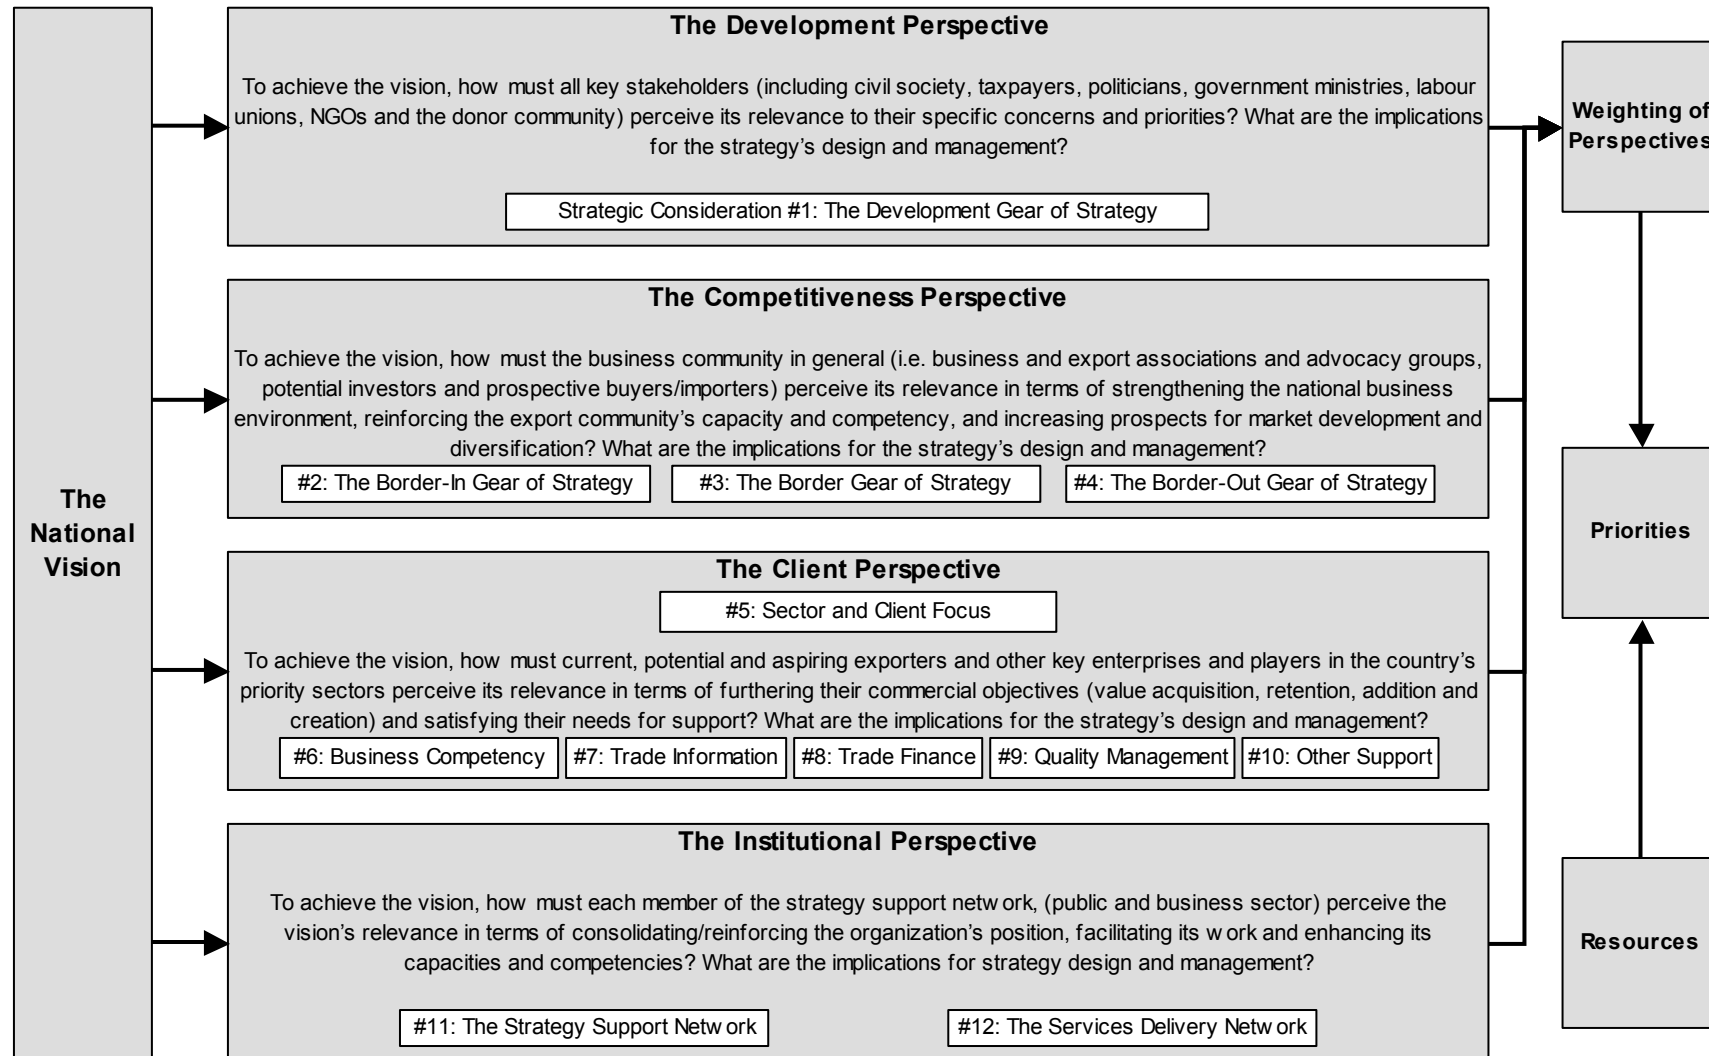 The
National
Vision
The Development Perspective
To achieve the vision, how must all key stakeholders (including civil society, taxpayers, politicians, government ministries, labour
unions, NGOs and the donor community) perceive its relevance to their specific concerns and priorities? What are the implications
for the strategy's design and management?
Strategic Consideration #1: The Development Gear of Strategy
The Competitiveness Perspective
To achieve the vision, how must the business community in general (i.e. business and export associations and advocacy groups,
potential investors and prospective buyers/importers) perceive its relevance in terms of strengthening the national business
environment, reinforcing the export community's capacity and competency, and increasing prospects for market development and
diversification? What are the implications for the strategy's design and management?
#2: The Border-In Gear of Strategy
#3: The Border Gear of Strategy
#4: The Border-Out Gear of Strategy
The Client Perspective
#5: Sector and Client Focus
To achieve the vision, how must current, potential and aspiring exporters and other key enterprises and players in the country's
priority sectors perceive its relevance in terms of furthering their commercial objectives (value acquisition, retention, addition and
creation) and satisfying their needs for support? What are the implications for the strategy's design and management?
#6: Business Competency
#7: Trade Information
#8: Trade Finance
#9: Quality Management
#10: Other Support
The Institutional Perspective
To achieve the vision, how must each member of the strategy support network, (public and business sector) perceive the
vision's relevance in terms of consolidating/reinforcing the organization's position, facilitating its work and enhancing its
capacities and competencies? What are the implications for strategy design and management?
#11: The Strategy Support Network
#12: The Services Delivery Network
Weighting of
Perspectives
Priorities
Resources